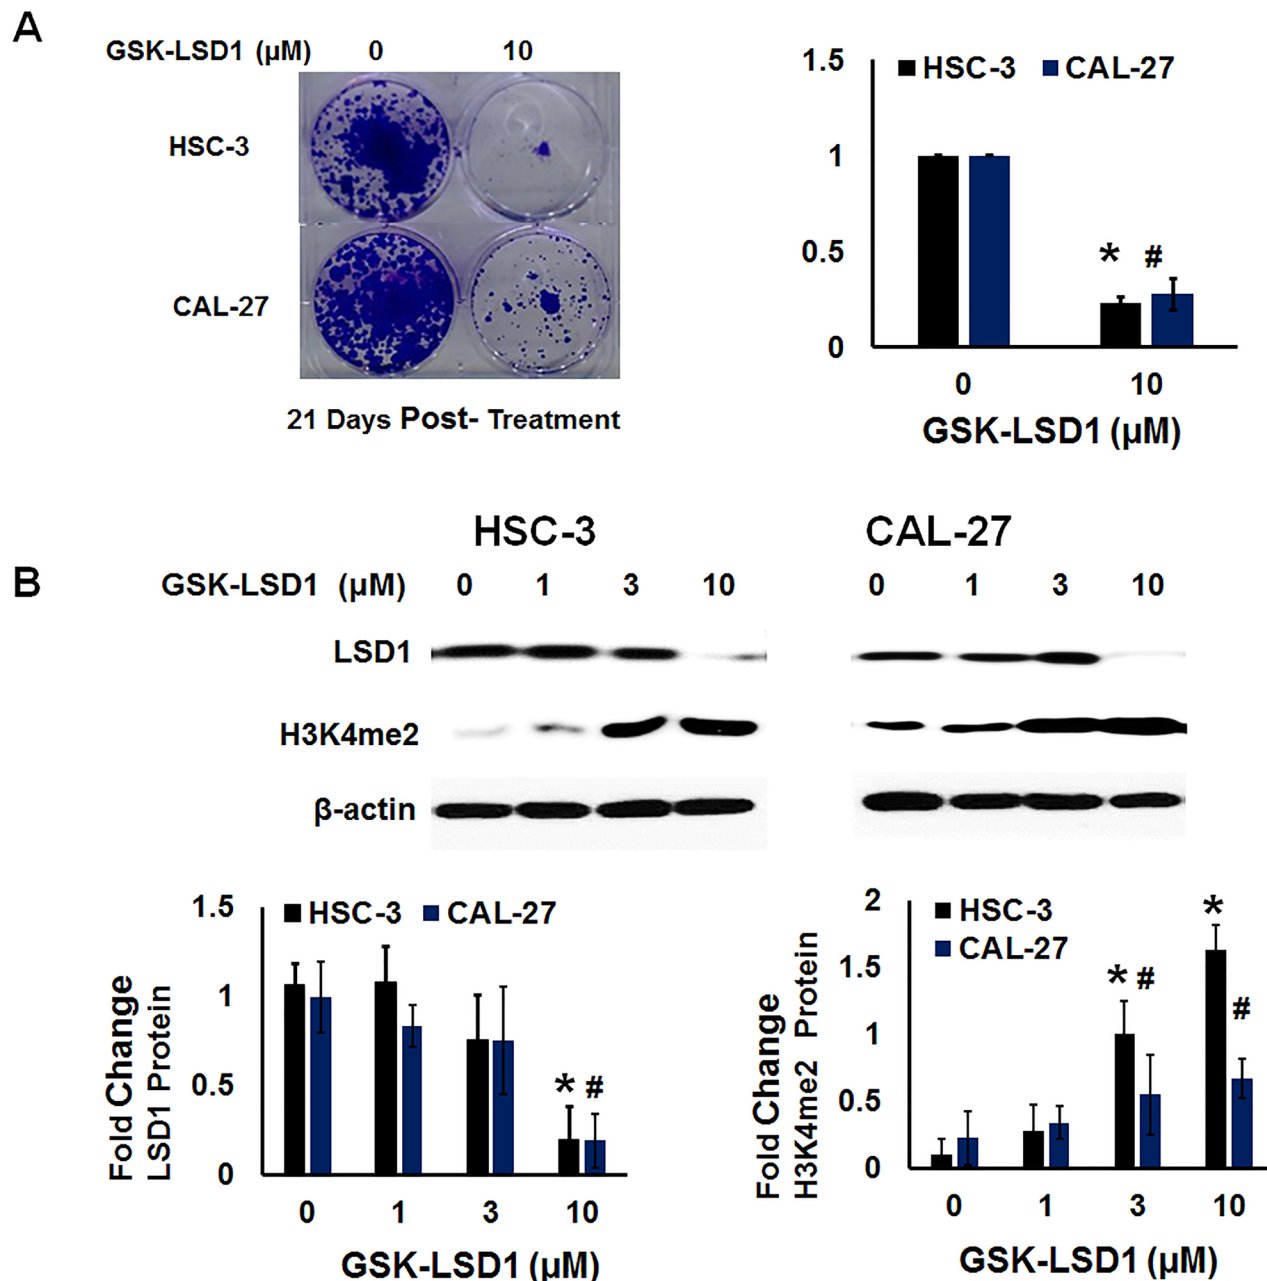 A
GSK-LSD1 (µM) 0 10
HSC-3
CAL-27
21 Days Post- Treatment
1.5
1
0.5
0
HSC-3 CAL-27
* #
0 10
GSK-LSD1 (µM)
B
HSC-3 CAL-27
GSK-LSD1 (µM) 0 1 3 10 0 1 3 10
LSD1
H3K4me2
β-actin
Fold Change
LSD1 Protein
1.5
1
0.5
0
HSC-3 CAL-27
* #
0 1 3 10
GSK-LSD1 (µM)
Fold Change
H3K4me2 Protein
2
1.5
1
0.5
0
HSC-3
CAL-27
* #
* #
0 1 3 10
GSK-LSD1 (µM)